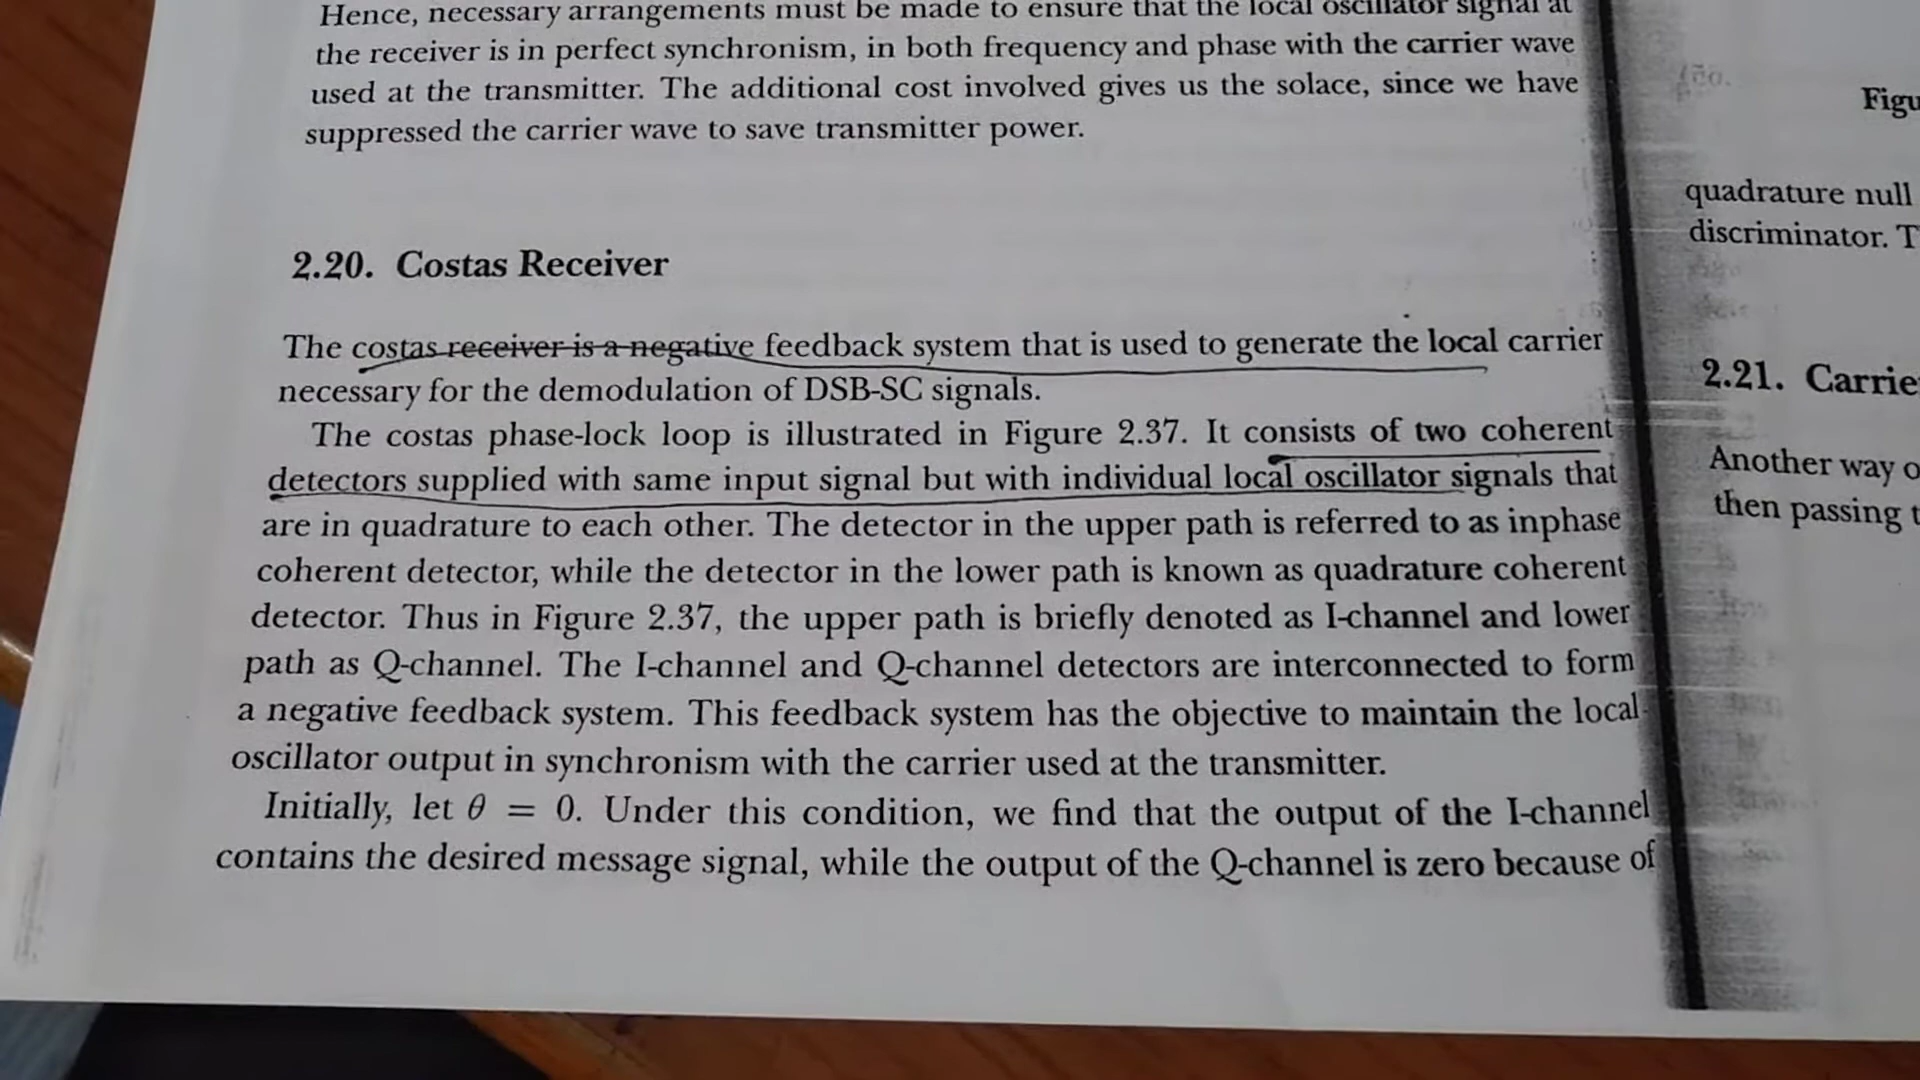 Hence, necessary arrangements must be made to ensure that the local oscillator signal at
the receiver is in perfect synchronism, in both frequency and phase with the carrier wave
used at the transmitter. The additional cost involved gives us the solace, since we have
suppressed the carrier wave to save transmitter power.
2.20. Costas Receiver
The costas receiver is a negative feedback system that is used to generate the local carrier
necessary for the demodulation of DSB-SC signals.
The costas phase-lock loop is illustrated in Figure 2.37. It consists of two coherent
detectors supplied with same input signal but with individual local oscillator signals that
are in quadrature to each other. The detector in the upper path is referred to as inphase
coherent detector, while the detector in the lower path is known as quadrature coherent
detector. Thus in Figure 2.37, the upper path is briefly denoted as I-channel and lower
path as Q-channel. The I-channel and Q-channel detectors are interconnected to form
a negative feedback system. This feedback system has the objective to maintain the local
oscillator output in synchronism with the carrier used at the transmitter.
Initially, let θ = 0. Under this condition, we find that the output of the I-channel
contains the desired message signal, while the output of the Q-channel is zero because of
Figu
quadrature null
discriminator. T
2.21. Carrie
Another way o
then passing t